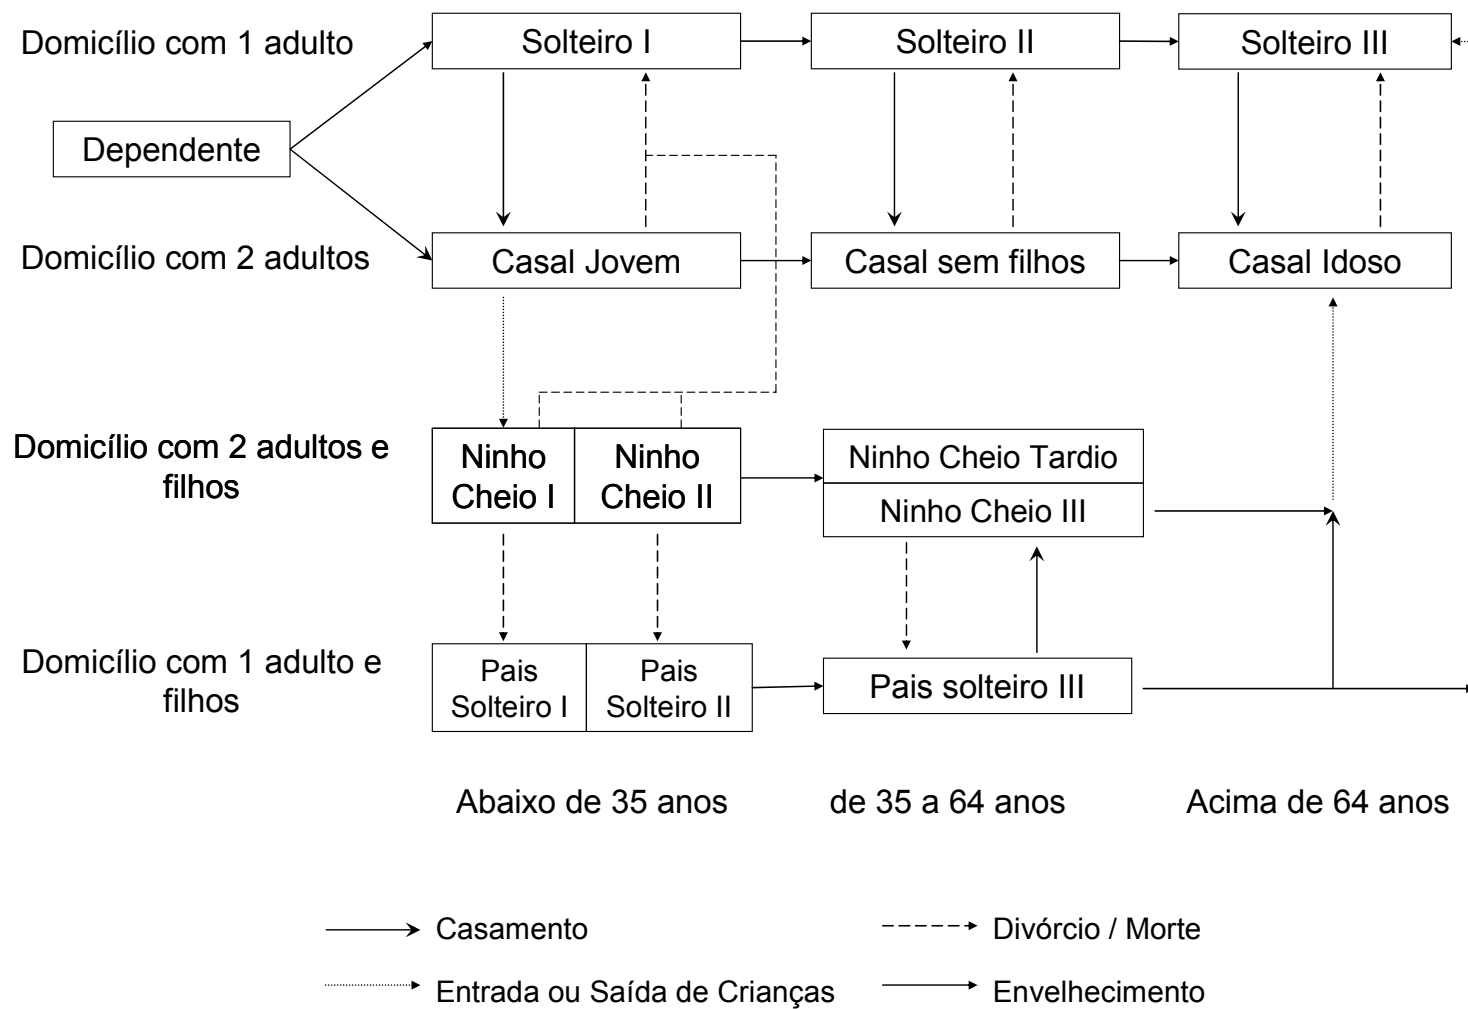 Domicílio com 1 adulto
Solteiro I
Solteiro II
Solteiro III
Dependente
Domicílio com 2 adultos
Casal Jovem
Casal sem filhos
Casal Idoso
Domicílio com 2 adultos e
filhos
Ninho
Cheio I
Ninho
Cheio II
Ninho Cheio Tardio
Ninho Cheio III
Domicílio com 1 adulto e
filhos
Pais
Solteiro I
Pais
Solteiro II
Pais solteiro III
Abaixo de 35 anos
de 35 a 64 anos
Acima de 64 anos
Casamento
Divórcio / Morte
Entrada ou Saída de Crianças
Envelhecimento